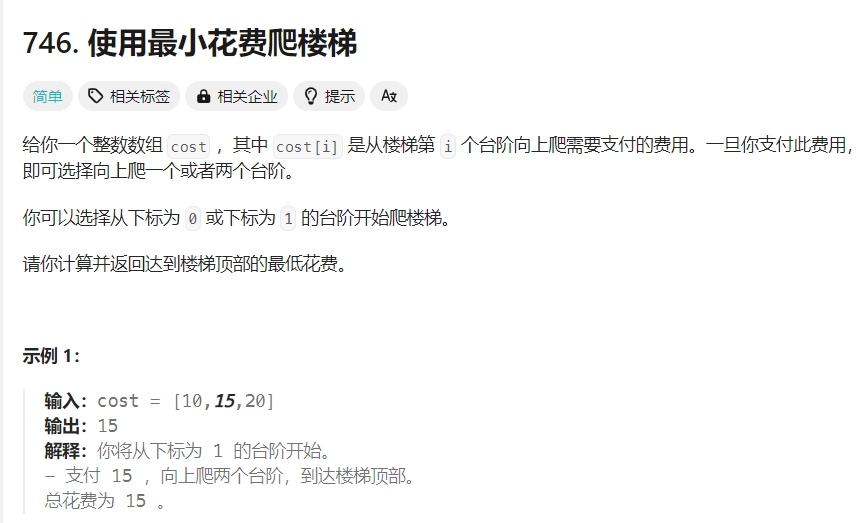 746. 使用最小花费爬楼梯
简单 相关标签 相关企业 提示 Aあ
给你一个整数数组 cost ，其中 cost[i] 是从楼梯第 i 个台阶向上爬需要支付的费用。一旦你支付此费用，
即可选择向上爬一个或者两个台阶。
你可以选择从下标为 0 或下标为 1 的台阶开始爬楼梯。
请你计算并返回达到楼梯顶部的最低花费。
示例 1：
输入：cost = [10,15,20]
输出：15
解释：你将从下标为 1 的台阶开始。
- 支付 15 ，向上爬两个台阶，到达楼梯顶部。
总花费为 15 。